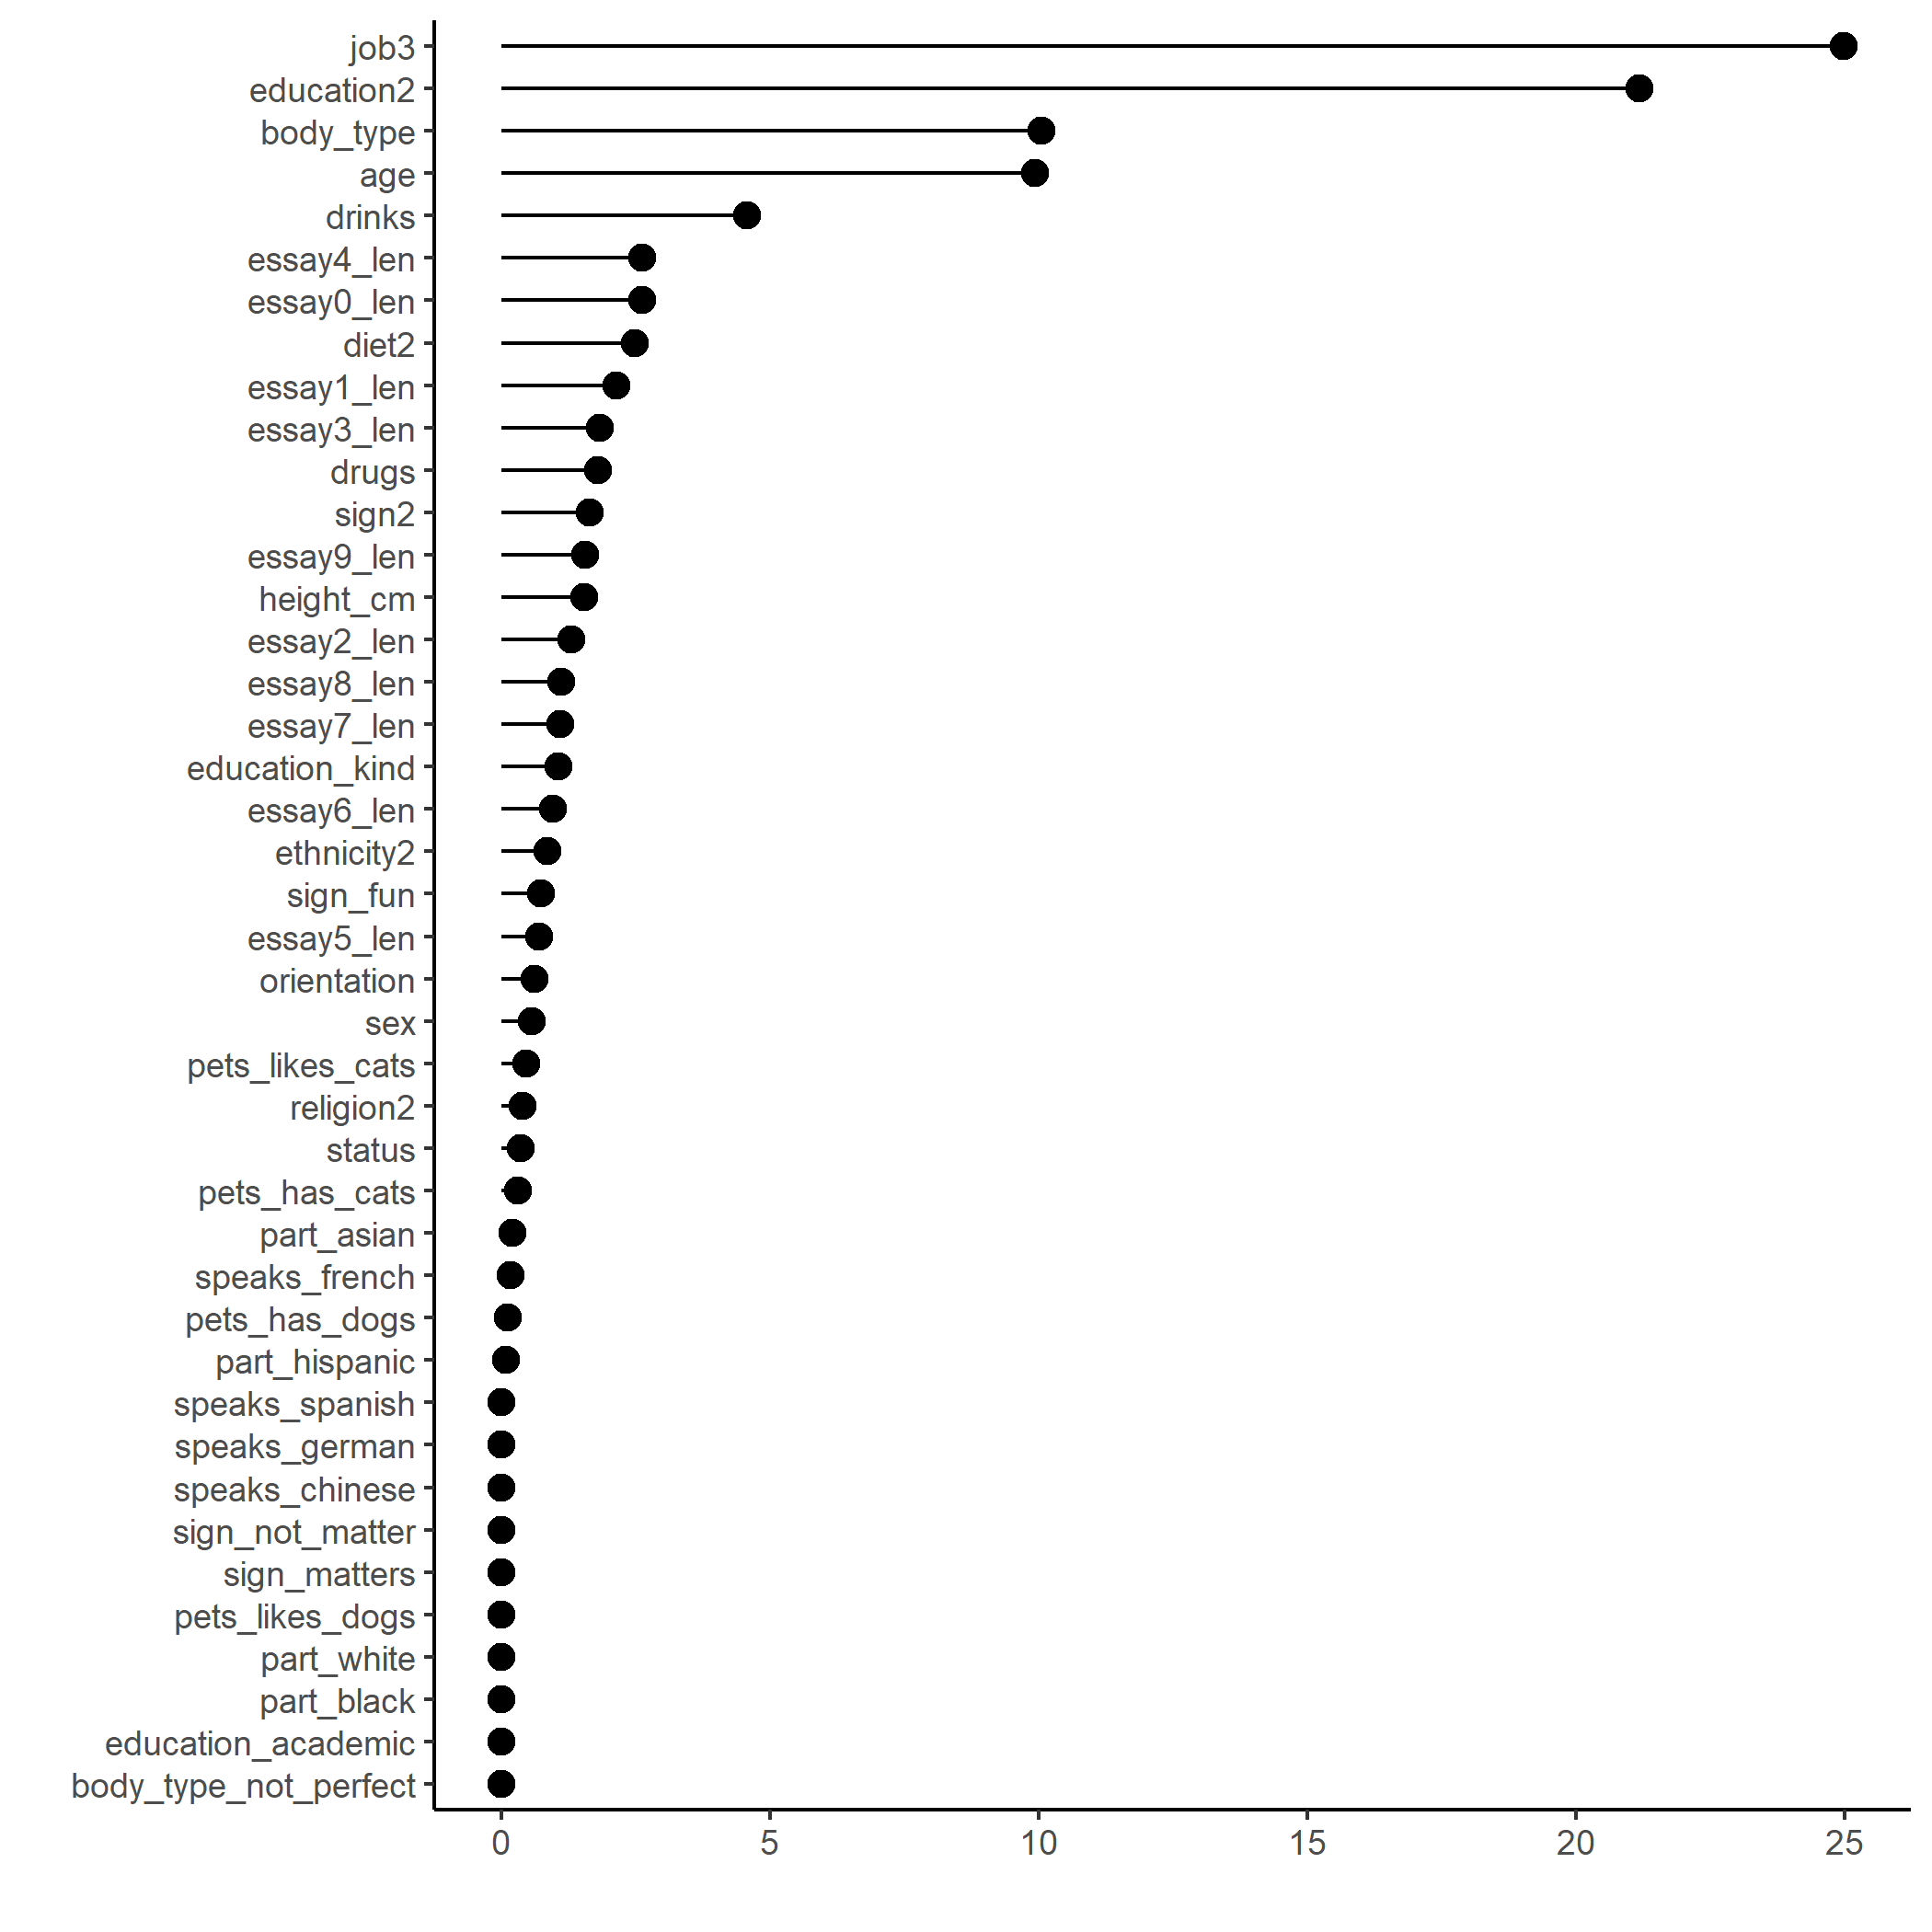 job3
education2
body_type
age
drinks
essay4_len
essay0_len
diet2
essay1_len
essay3_len
drugs
sign2
essay9_len
height_cm
essay2_len
essay8_len
essay7_len
education_kind
essay6_len
ethnicity2
sign_fun
essay5_len
orientation
sex
pets_likes_cats
religion2
status
pets_has_cats
part_asian
speaks_french
pets_has_dogs
part_hispanic
speaks_spanish
speaks_german
speaks_chinese
sign_not_matter
sign_matters
pets_likes_dogs
part_white
part_black
education_academic
body_type_not_perfect
0 5 10 15 20 25